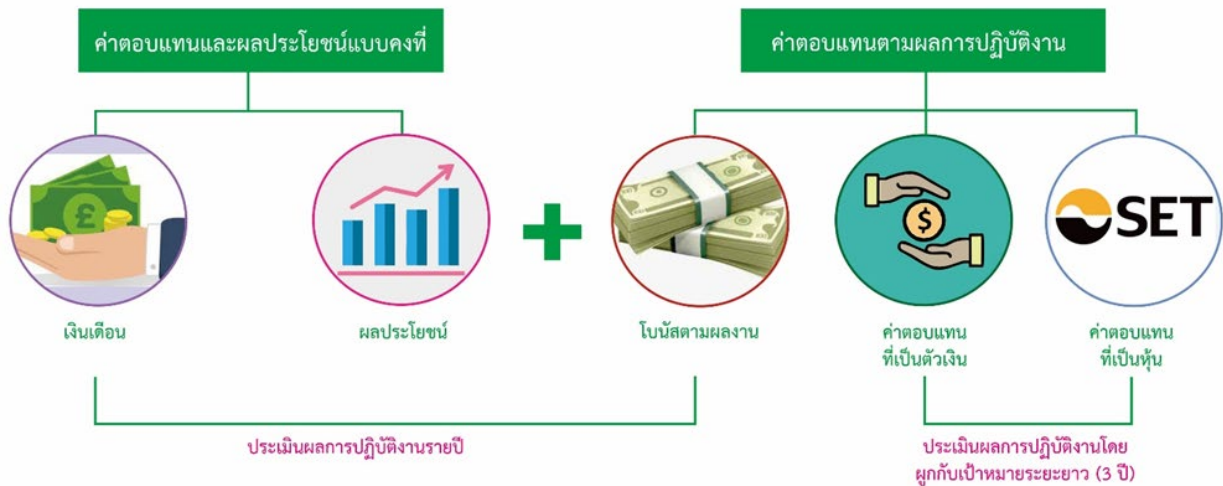 ค่าตอบแทนและผลประโยชน์แบบคงที่
ค่าตอบแทนตามผลการปฏิบัติงาน
£
$
SET
เงินเดือน
ผลประโยชน์
โบนัสตามผลงาน
ค่าตอบแทน
ที่เป็นตัวเงิน
ค่าตอบแทน
ที่เป็นหุ้น
ประเมินผลการปฏิบัติงานรายปี
ประเมินผลการปฏิบัติงานโดย
ผูกกับเป้าหมายระยะยาว (3 ปี)